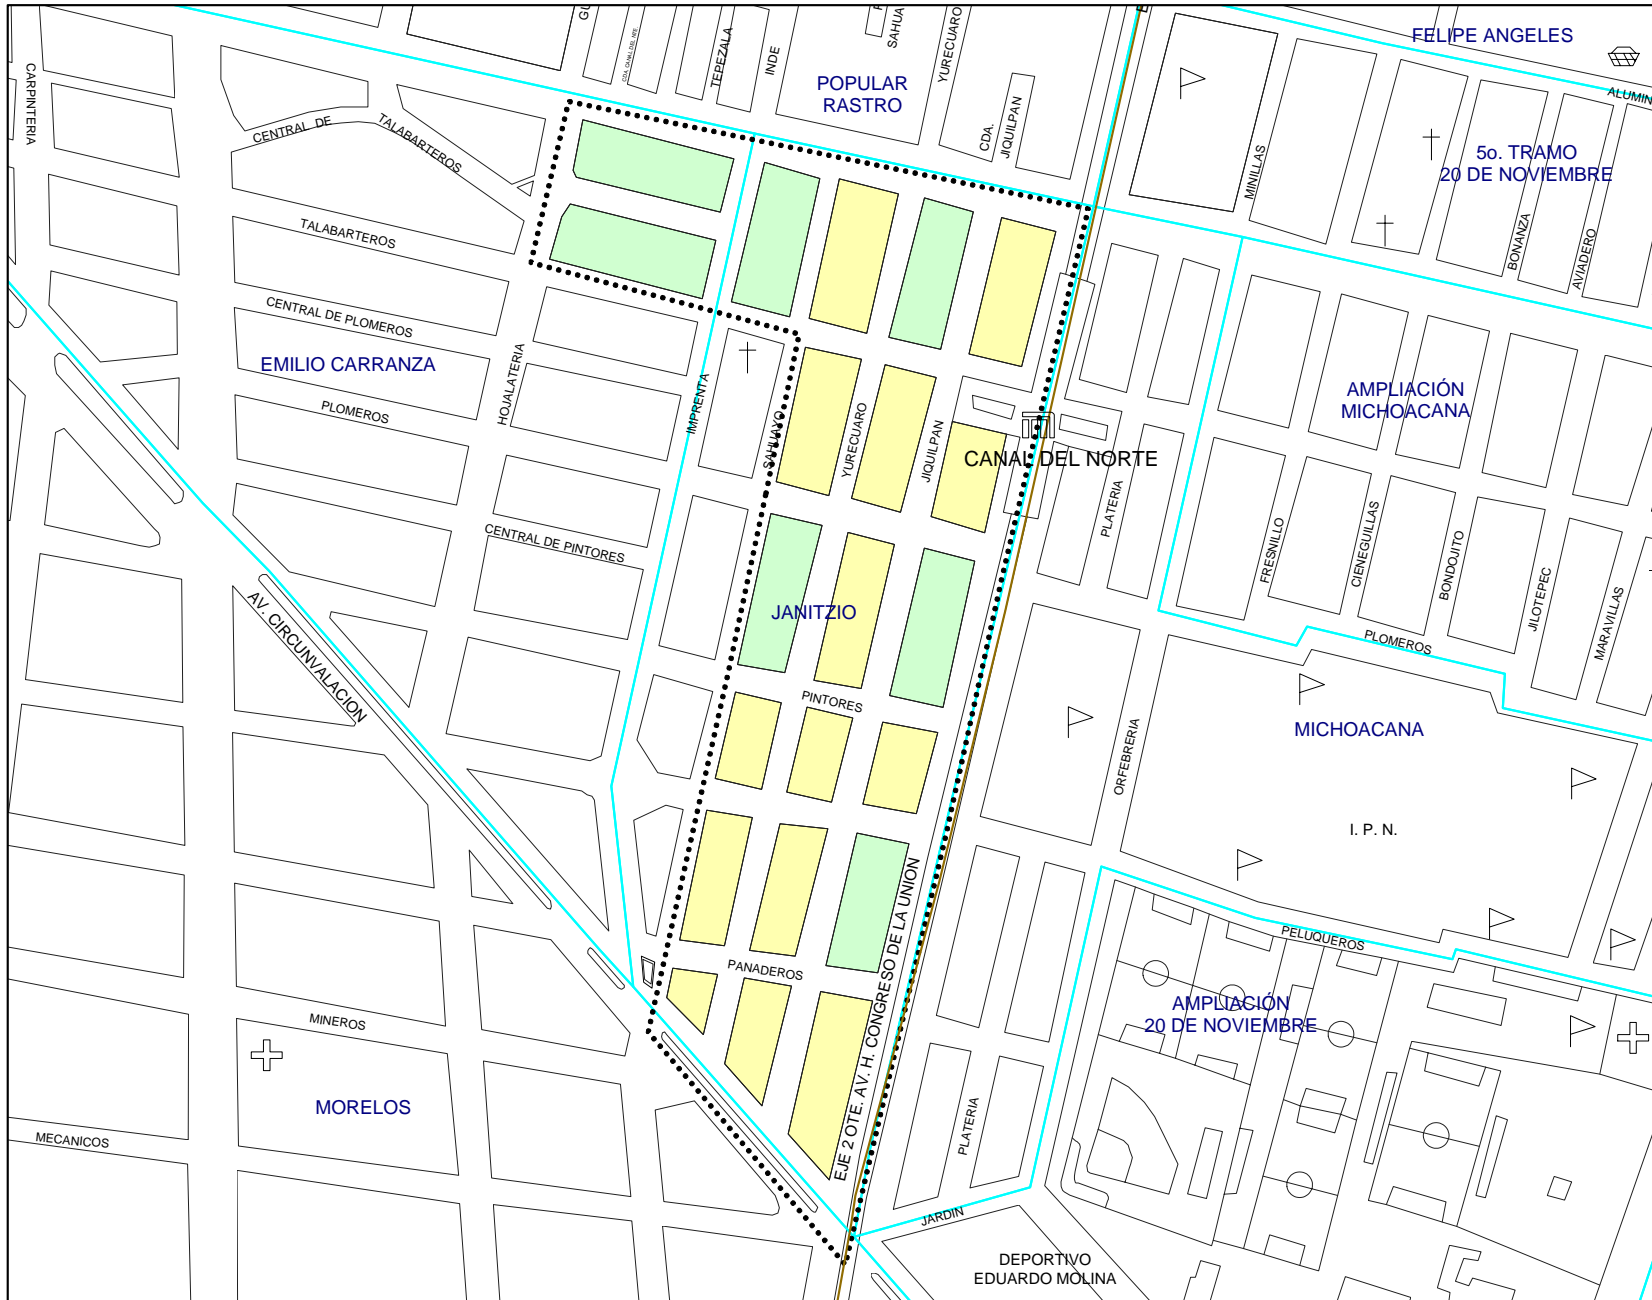 GU
TEPEZALA
INDE
SAHUA
YURECUARO
FELIPE ANGELES
ALUMIN
CARPINTERIA
CENTRAL DE
TALABARTEROS
POPULAR
RASTRO
CDA.
JIQUILPAN
MINILLAS
5o. TRAMO
20 DE NOVIEMBRE
BONANZA
AVIADERO
TALABARTEROS
CENTRAL DE PLOMEROS
EMILIO CARRANZA
PLOMEROS
HOJALATERIA
IMPRENTA
SAHUAYO
YURECUARO
JIQUILPAN
CANAL DEL NORTE
PLATERIA
AMPLIACIÓN
MICHOACANA
FRESNILLO
CIENEGUILLAS
BONDOJITO
JILOTEPEC
MARAVILLAS
CENTRAL DE PINTORES
AV. CIRCUNVALACION
JANITZIO
PINTORES
PLOMEROS
MICHOACANA
ORFEBRERIA
I. P. N.
PANADEROS
EJE 2 OTE. AV. H. CONGRESO DE LA UNION
PELUQUEROS
AMPLIACIÓN
20 DE NOVIEMBRE
MINEROS
MORELOS
MECANICOS
PLATERIA
JARDIN
DEPORTIVO
EDUARDO MOLINA